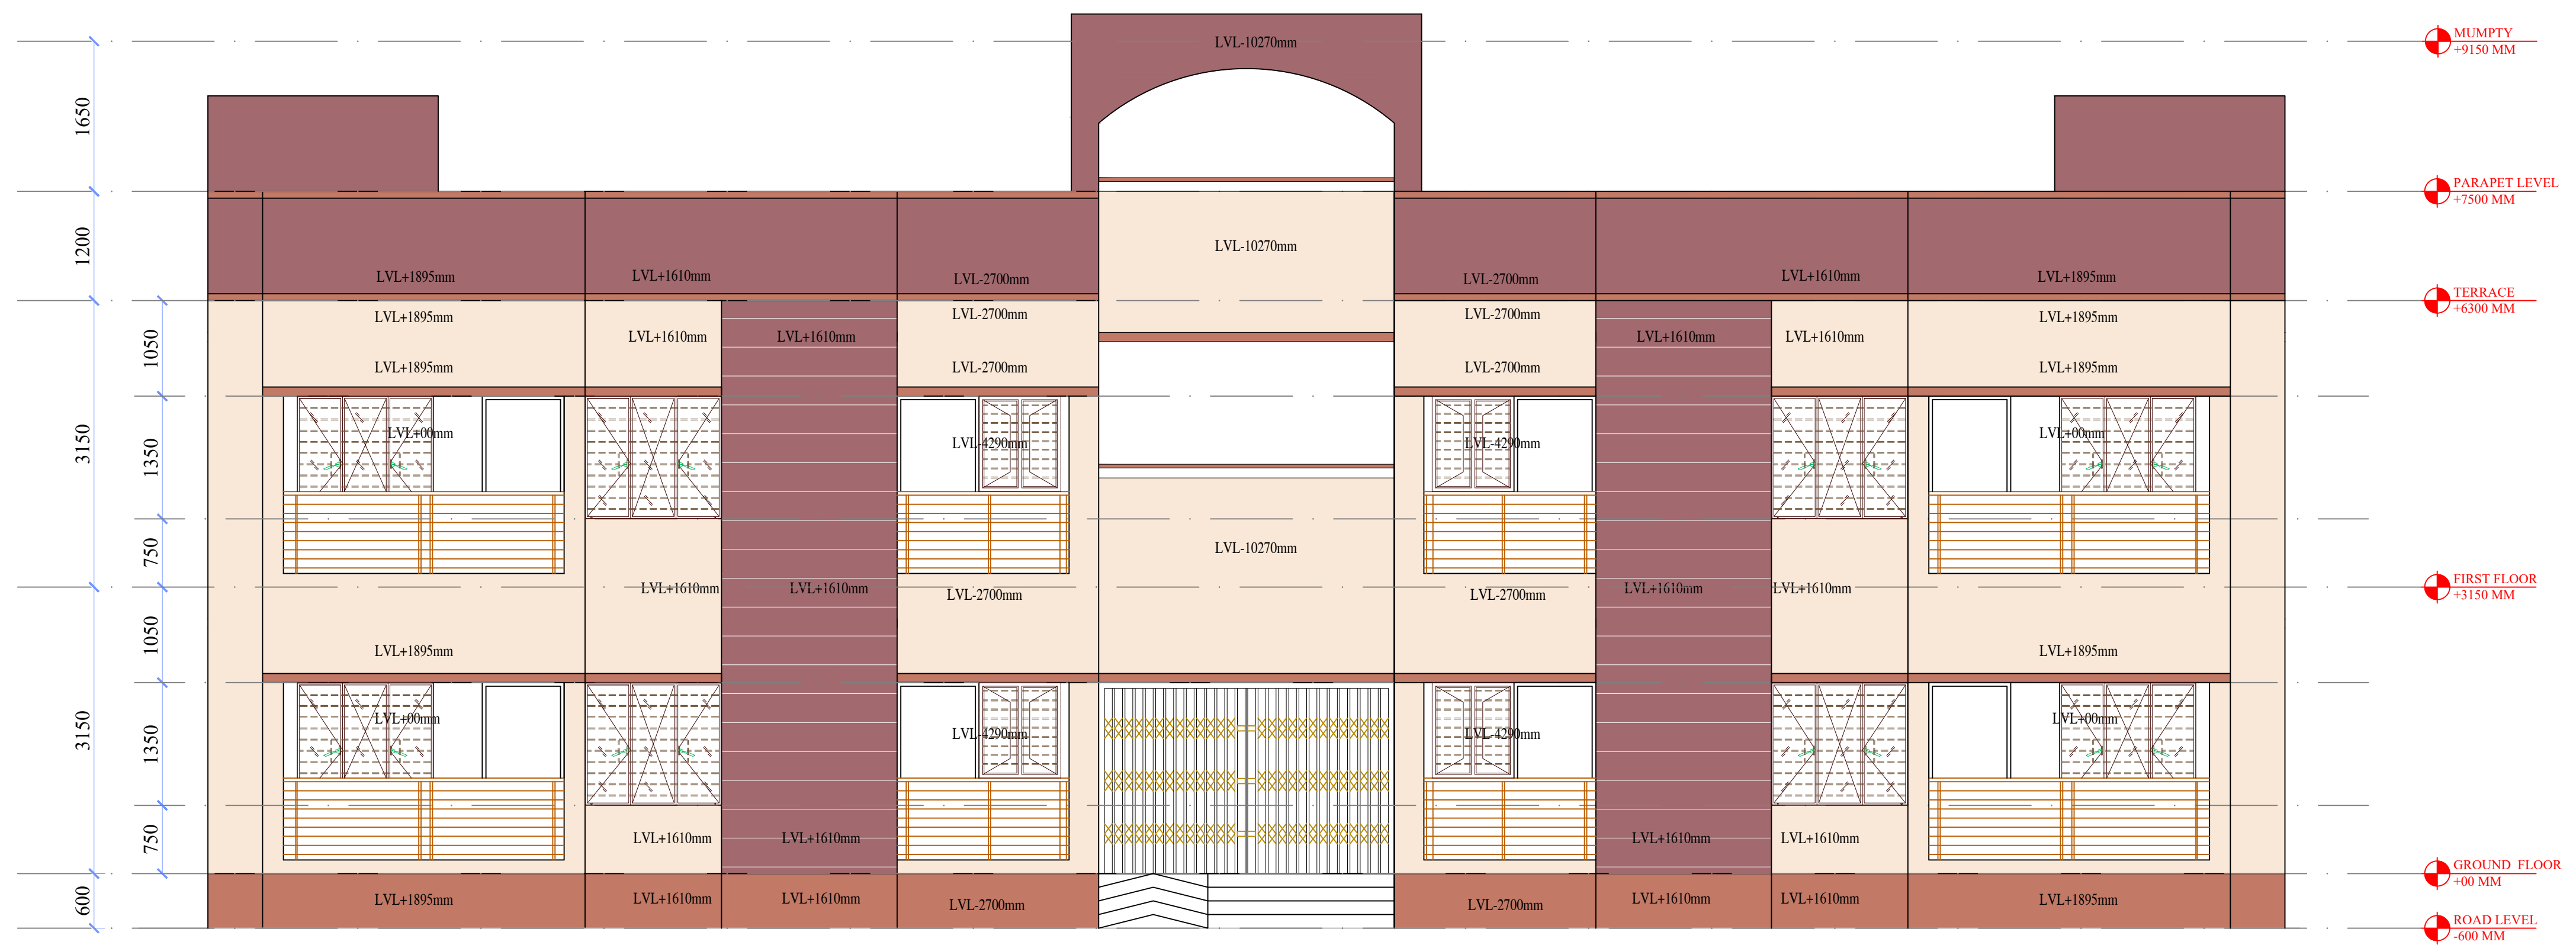 LVL-10270mm
MUMPTY
+9150 MM
1650
PARAPET LEVEL
+7500 MM
1200
LVL-10270mm
LVL+1895mm
LVL+1610mm
LVL-2700mm
LVL-2700mm
LVL+1610mm
LVL+1895mm
TERRACE
+6300 MM
LVL+1895mm
LVL-2700mm
LVL-2700mm
LVL+1895mm
1050
LVL+1610mm
LVL+1610mm
LVL+1610mm
LVL+1610mm
LVL+1895mm
LVL-2700mm
LVL-2700mm
LVL+1895mm
3150
1350
LVL+00mm
LVL-4290mm
LVL-4290mm
LVL+00mm
750
LVL-10270mm
FIRST FLOOR
+3150 MM
LVL+1610mm
LVL+1610mm
LVL-2700mm
LVL-2700mm
LVL+1610mm
LVL+1610mm
1050
LVL+1895mm
LVL+1895mm
3150
1350
LVL+00mm
LVL-4290mm
LVL-4290mm
LVL+00mm
750
LVL+1610mm
LVL+1610mm
LVL+1610mm
LVL+1610mm
GROUND FLOOR
+00 MM
600
LVL+1895mm
LVL+1610mm
LVL+1610mm
LVL-2700mm
LVL-2700mm
LVL+1610mm
LVL+1610mm
LVL+1895mm
ROAD LEVEL
-600 MM